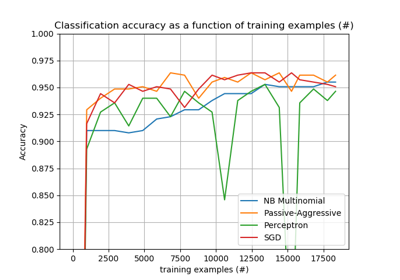 Classification accuracy as a function of training examples (#)
1.000
0.975
0.950
0.925
0.900
0.875
0.850
0.825
0.800
Accuracy
NB Multinomial
Passive-Aggressive
Perceptron
SGD
0 2500 5000 7500 10000 12500 15000 17500
training examples (#)